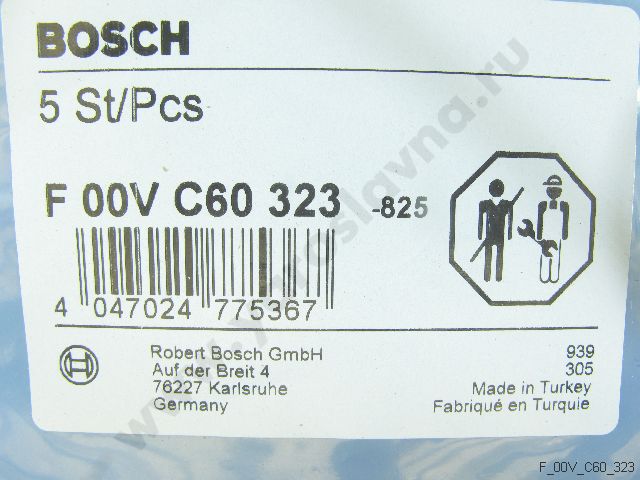 BOSCH
5 St/Pcs
F 00V C60 323 -825
4 047024 775367
Robert Bosch GmbH
Auf der Breit 4
76227 Karlsruhe
Germany
939
305
Made in Turkey
Fabriqué en Turquie
F_00V_C60_323